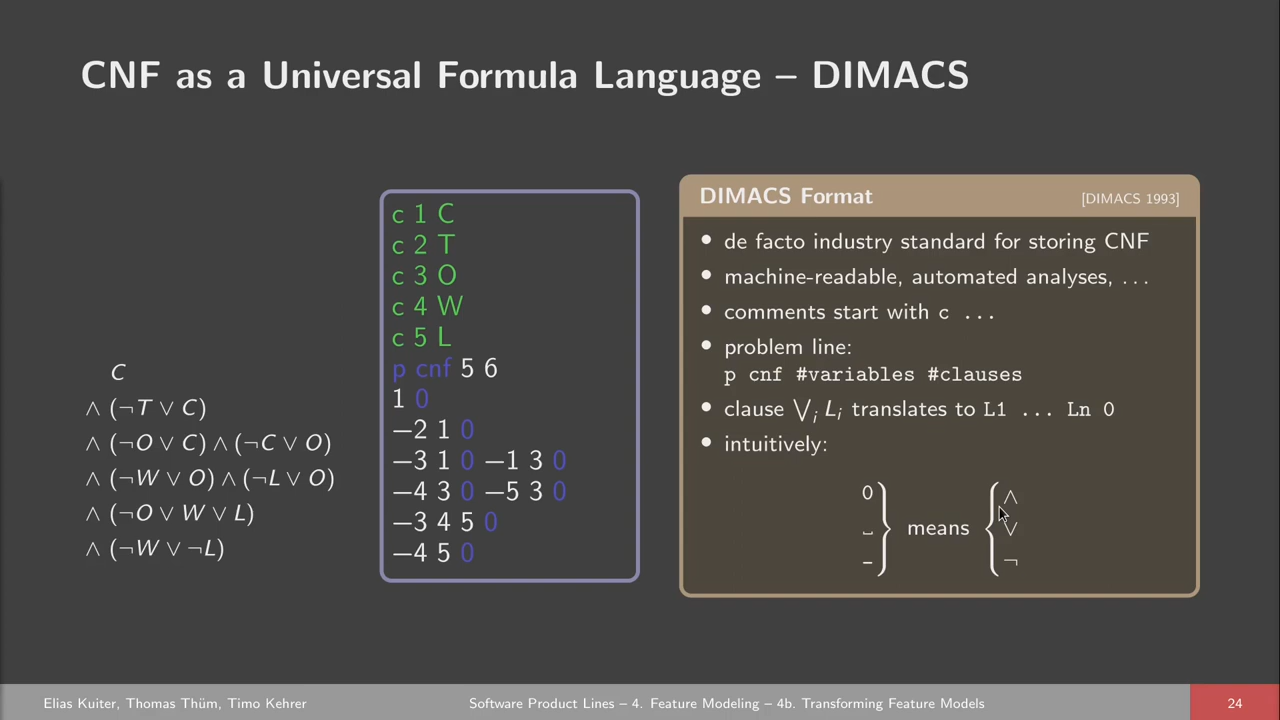 CNF as a Universal Formula Language – DIMACS
C
∧ (¬T ∨ C)
∧ (¬O ∨ C) ∧ (¬C ∨ O)
∧ (¬W ∨ O) ∧ (¬L ∨ O)
∧ (¬O ∨ W ∨ L)
∧ (¬W ∨ ¬L)
c 1 C
c 2 T
c 3 O
c 4 W
c 5 L
p cnf 5 6
1 0
−2 1 0
−3 1 0 −1 3 0
−4 3 0 −5 3 0
−3 4 5 0
−4 5 0
DIMACS Format [DIMACS 1993]
• de facto industry standard for storing CNF
• machine-readable, automated analyses, ...
• comments start with c ...
• problem line:
p cnf #variables #clauses
• clause ⋁ᵢ Lᵢ translates to L1 ... Ln 0
• intuitively:
0 ∧
␣ means ∨
- ¬
Elias Kuiter, Thomas Thüm, Timo Kehrer Software Product Lines – 4. Feature Modeling – 4b. Transforming Feature Models 24